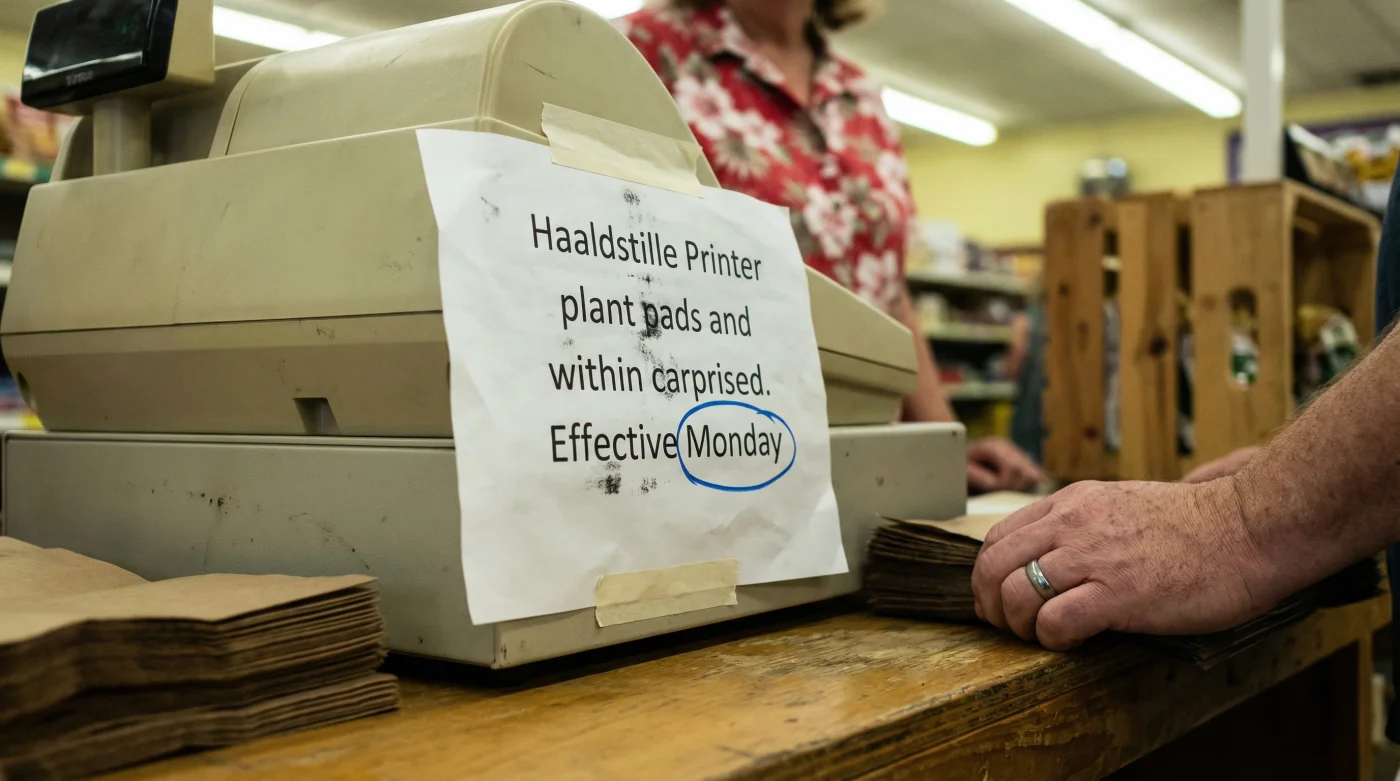 Haaldstille Printer
plant pads and
within carprised.
Effective Monday